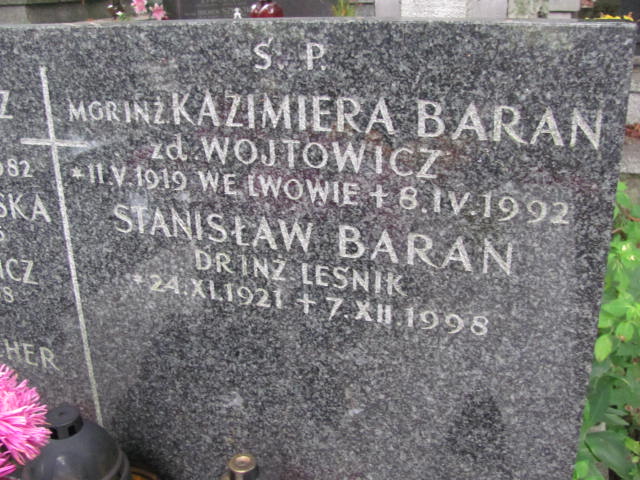 Ś. P.
MGR INŻ. KAZIMIERA BARAN
zd. WOJTOWICZ
*11.V.1919 WE LWOWIE + 8.IV.1992
STANISŁAW BARAN
DR INŻ LEŚNIK
*24.XI.1921 + 7.XII.1998